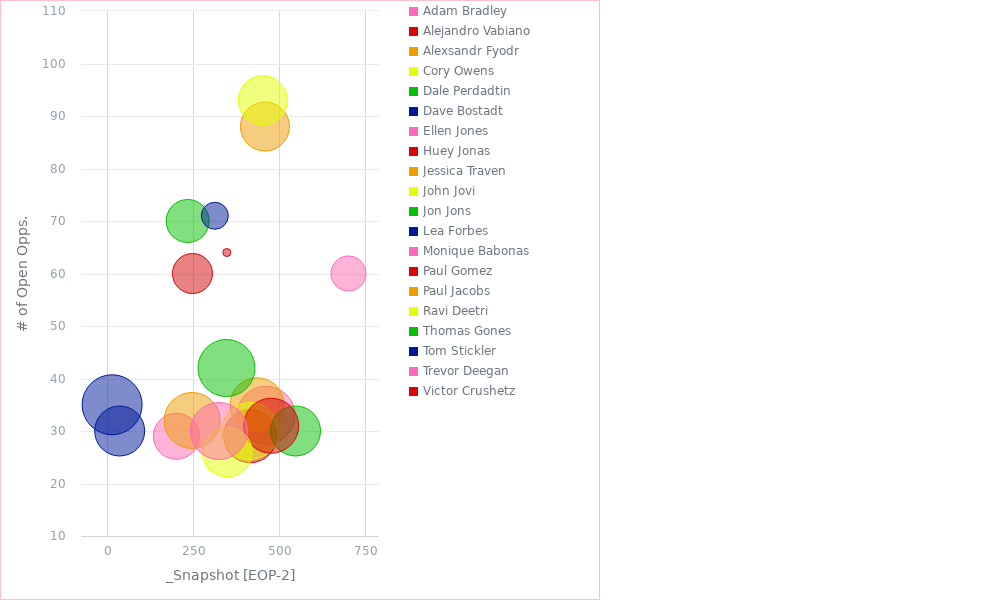 110
100
90
80
70
60
50
40
30
20
10
# of Open Opps.
0
250
500
750
_Snapshot [EOP-2]
Adam Bradley
Alejandro Vabiano
Alexsandr Fyodr
Cory Owens
Dale Perdadtin
Dave Bostadt
Ellen Jones
Huey Jonas
Jessica Traven
John Jovi
Jon Jons
Lea Forbes
Monique Babonas
Paul Gomez
Paul Jacobs
Ravi Deetri
Thomas Gones
Tom Stickler
Trevor Deegan
Victor Crushetz